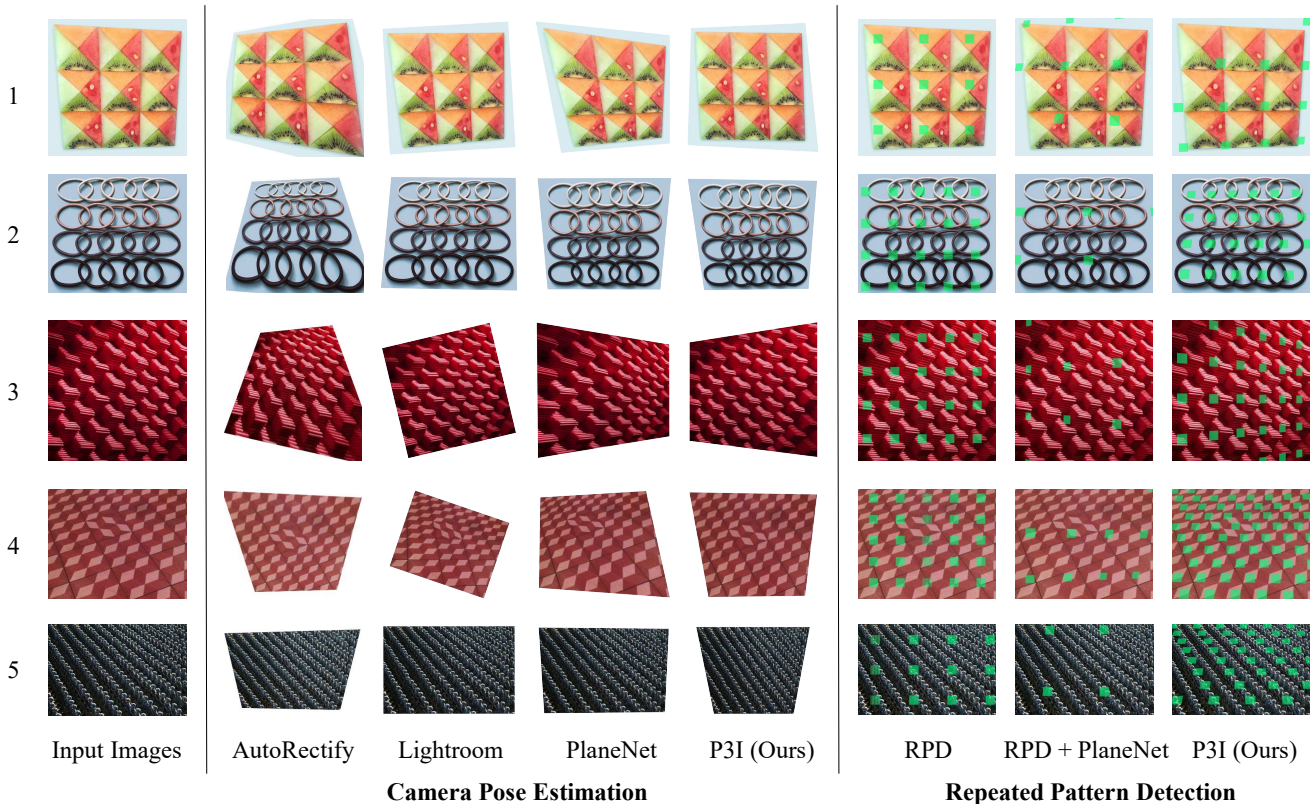 1
2
3
4
5
Input Images AutoRectify Lightroom PlaneNet P3I (Ours) RPD RPD + PlaneNet P3I (Ours)
Camera Pose Estimation Repeated Pattern Detection